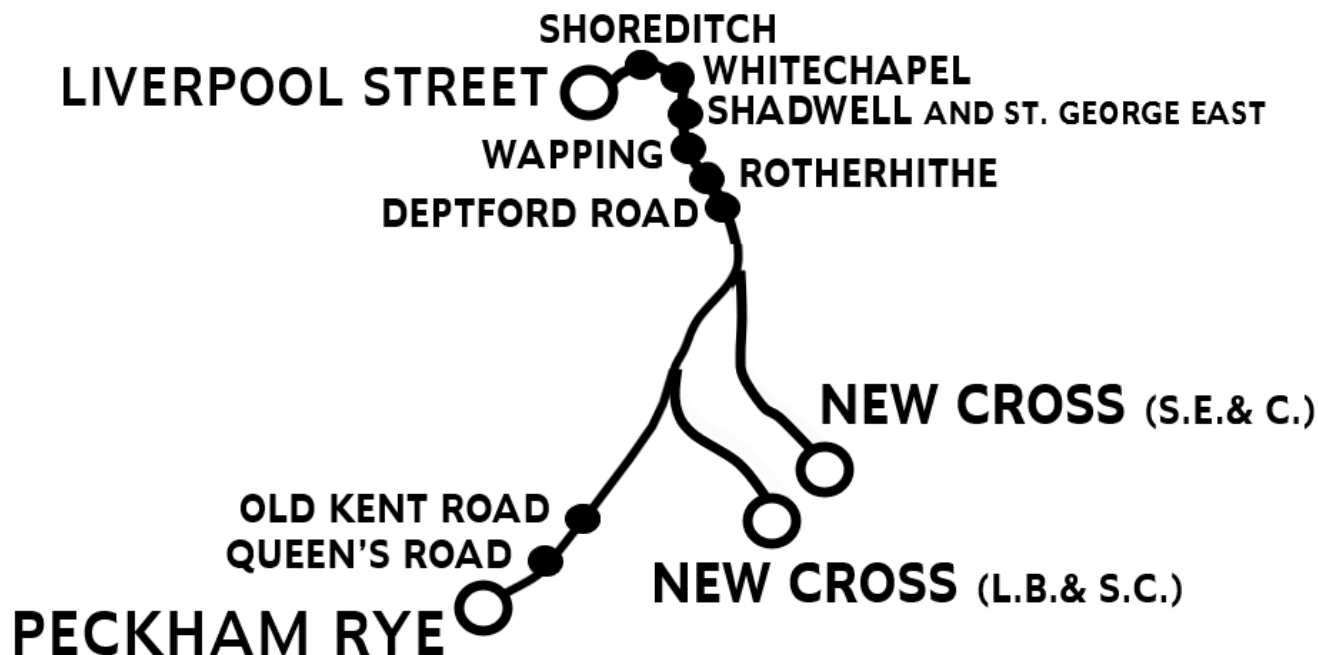 SHOREDITCH
LIVERPOOL STREET
WHITECHAPEL
SHADWELL AND ST. GEORGE EAST
WAPPING
ROTHERHITHE
DEPTFORD ROAD
NEW CROSS (S.E.& C.)
OLD KENT ROAD
QUEEN'S ROAD
NEW CROSS (L.B.& S.C.)
PECKHAM RYE